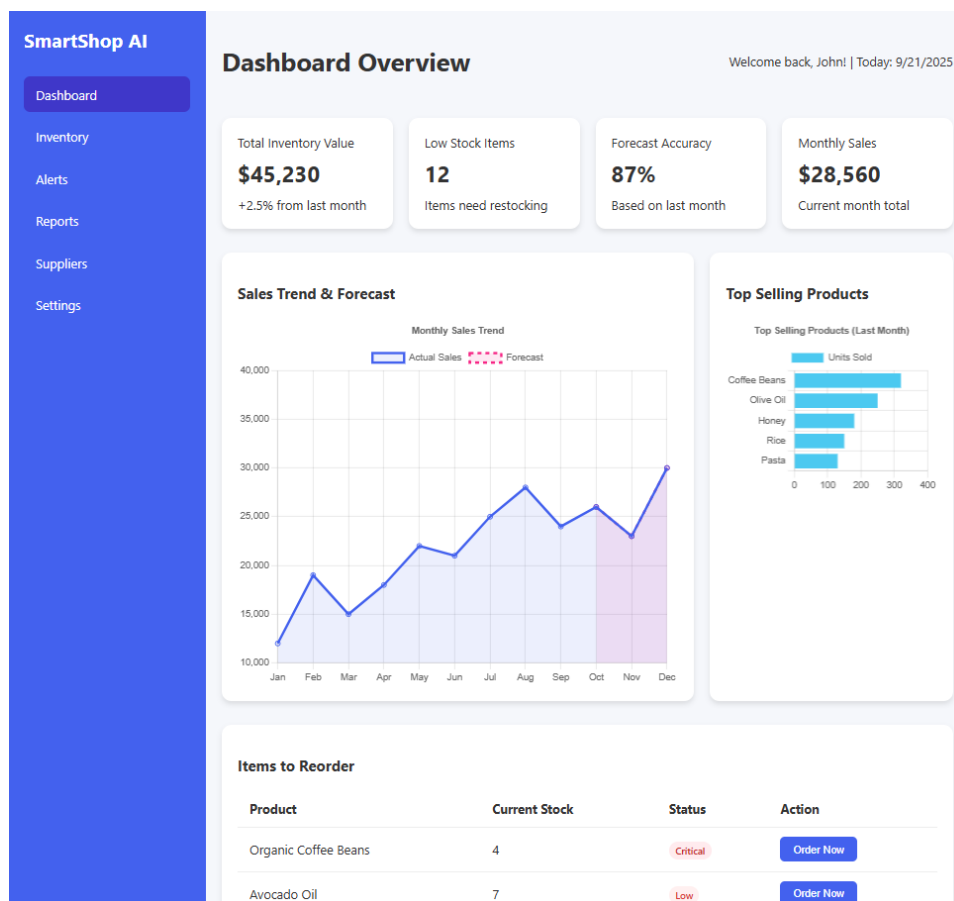 SmartShop AI
Dashboard
Inventory
Alerts
Reports
Suppliers
Settings
Dashboard Overview
Welcome back, John! | Today: 9/21/2025
Total Inventory Value
$45,230
+2.5% from last month
Low Stock Items
12
Items need restocking
Forecast Accuracy
87%
Based on last month
Monthly Sales
$28,560
Current month total
Sales Trend & Forecast
Monthly Sales Trend
Actual Sales Forecast
40,000
35,000
30,000
25,000
20,000
15,000
10,000
Jan Feb Mar Apr May Jun Jul Aug Sep Oct Nov Dec
Top Selling Products
Top Selling Products (Last Month)
Units Sold
Coffee Beans
Olive Oil
Honey
Rice
Pasta
0 100 200 300 400
Items to Reorder
Product Current Stock Status Action
Organic Coffee Beans 4 Critical Order Now
Avocado Oil 7 Low Order Now